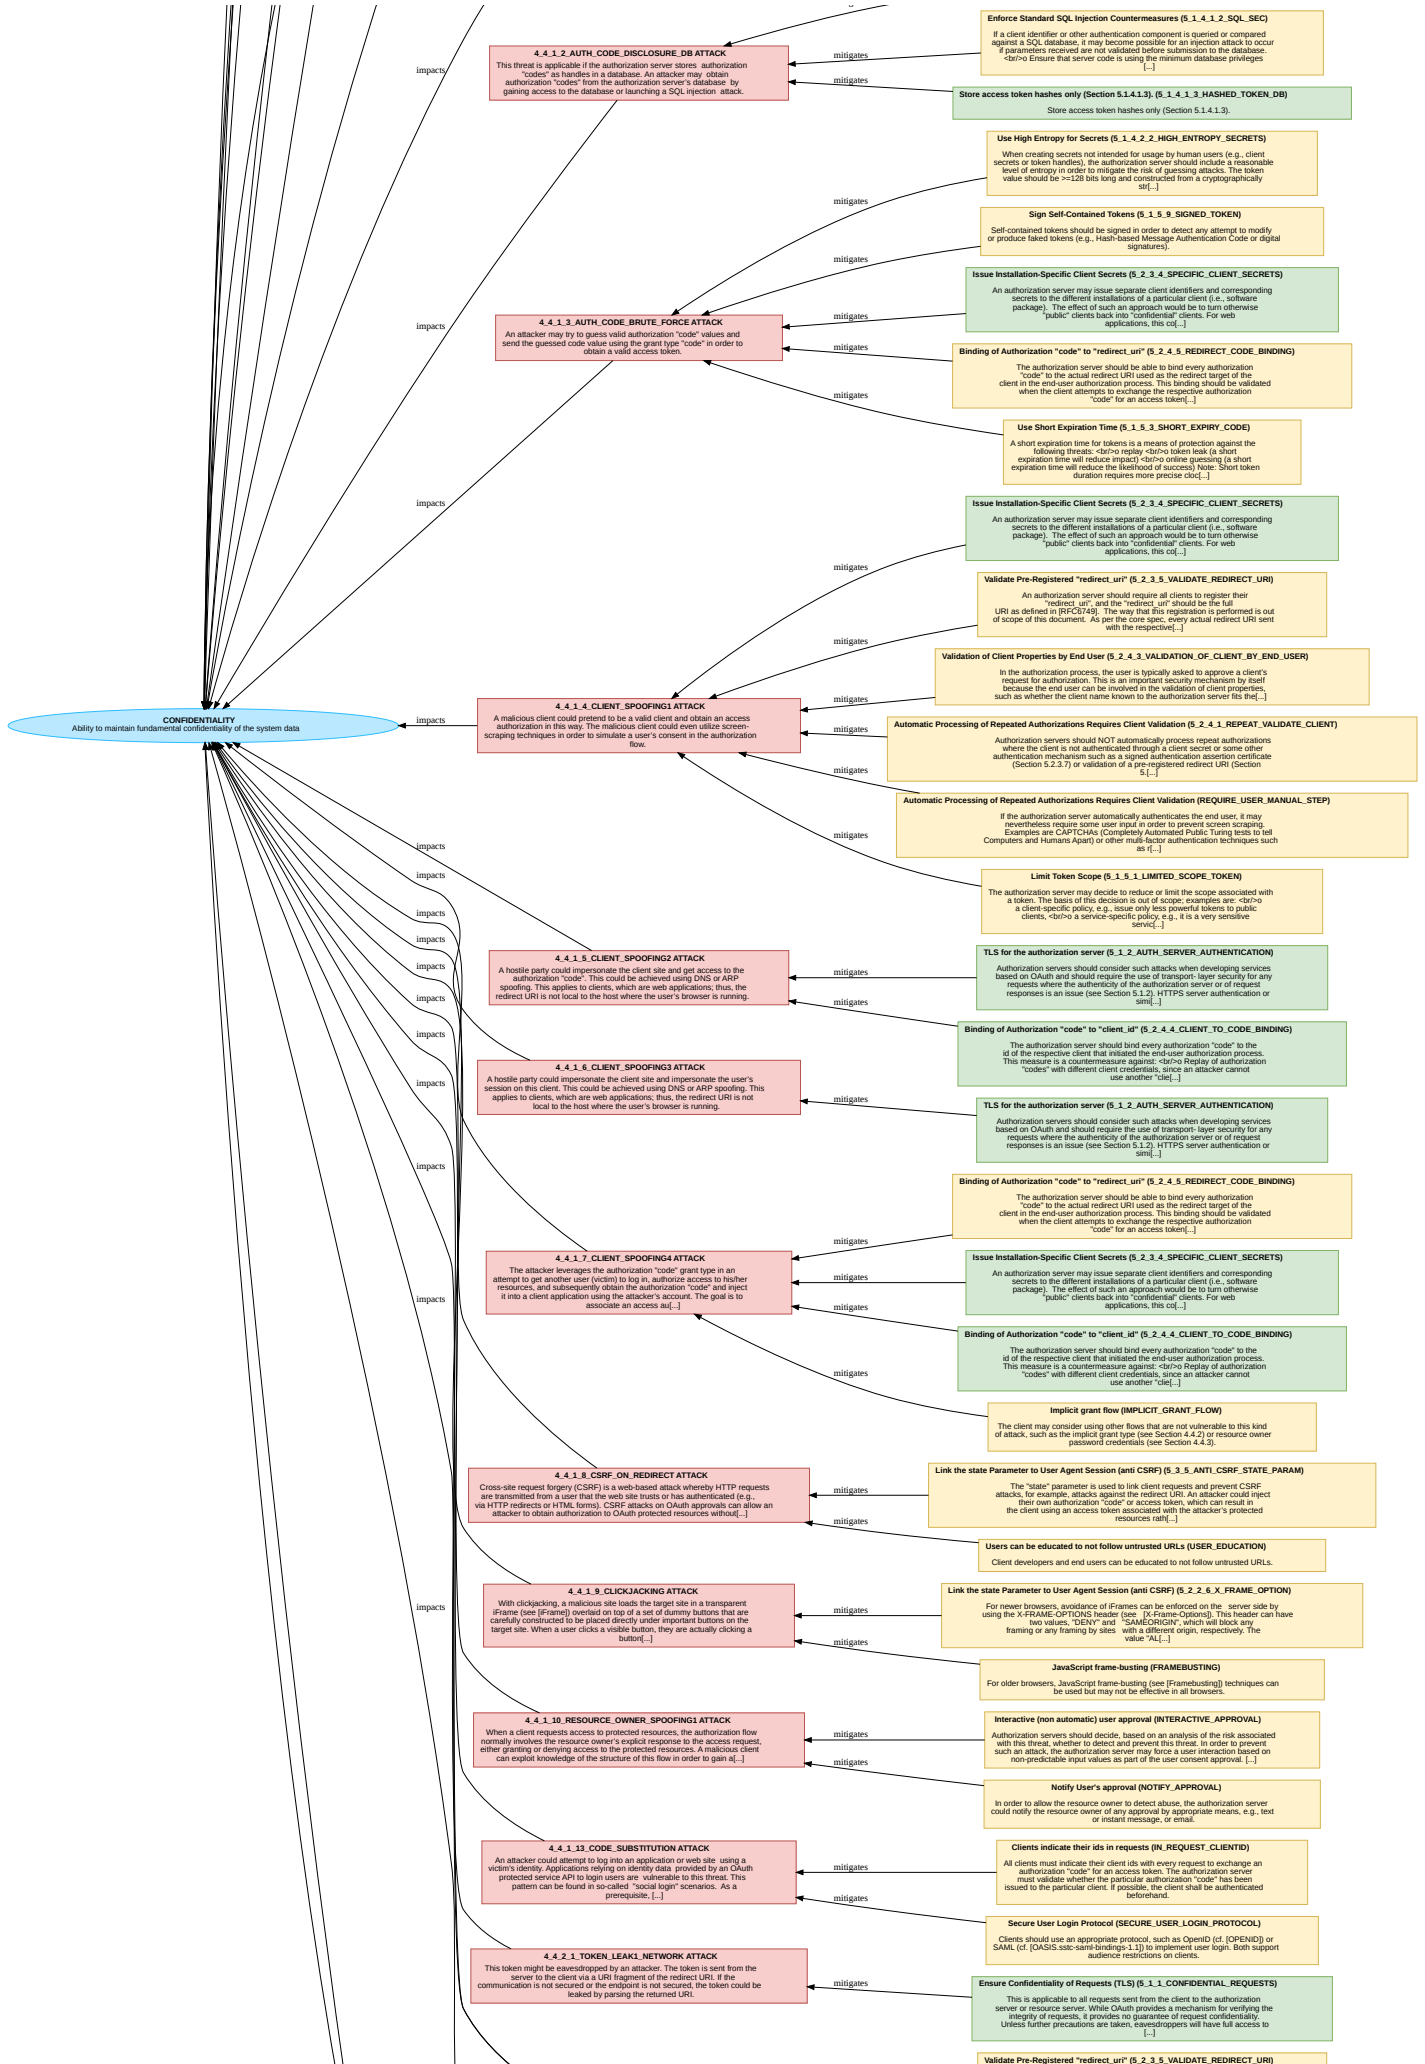 impacts
4_4_1_2_AUTH_CODE_DISCLOSURE_DB ATTACK
This threat is applicable if the authorization server stores  authorization
"codes" as handles in a database. An attacker may  obtain
authorization "codes" from the authorization server's database  by
gaining access to the database or launching a SQL injection  attack.
mitigates
mitigates
Enforce Standard SQL Injection Countermeasures (5_1_4_1_2_SQL_SEC)
If a client identifier or other authentication component is queried or compared
against a SQL database, it may become possible for an injection attack to occur
if parameters received are not validated before submission to the database.
<br/>o Ensure that server code is using the minimum database privileges
[...]
Store access token hashes only (Section 5.1.4.1.3). (5_1_4_1_3_HASHED_TOKEN_DB)
Store access token hashes only (Section 5.1.4.1.3).
Use High Entropy for Secrets (5_1_4_2_2_HIGH_ENTROPY_SECRETS)
When creating secrets not intended for usage by human users (e.g., client
secrets or token handles), the authorization server should include a reasonable
level of entropy in order to mitigate the risk of guessing attacks. The token
value should be >=128 bits long and constructed from a cryptographically
str[...]
mitigates
Sign Self-Contained Tokens (5_1_5_9_SIGNED_TOKEN)
Self-contained tokens should be signed in order to detect any attempt to modify
or produce faked tokens (e.g., Hash-based Message Authentication Code or digital
signatures).
mitigates
Issue Installation-Specific Client Secrets (5_2_3_4_SPECIFIC_CLIENT_SECRETS)
An authorization server may issue separate client identifiers and corresponding
secrets to the different installations of a particular client (i.e., software
package).  The effect of such an approach would be to turn otherwise
"public" clients back into "confidential" clients. For web
applications, this co[...]
impacts
4_4_1_3_AUTH_CODE_BRUTE_FORCE ATTACK
An attacker may try to guess valid authorization "code" values and
send the guessed code value using the grant type "code" in order to
obtain a valid access token.
mitigates
mitigates
Binding of Authorization "code" to "redirect_uri" (5_2_4_5_REDIRECT_CODE_BINDING)
The authorization server should be able to bind every authorization
"code" to the actual redirect URI used as the redirect target of the
client in the end-user authorization process. This binding should be validated
when the client attempts to exchange the respective authorization
"code" for an access token[...]
mitigates
Use Short Expiration Time (5_1_5_3_SHORT_EXPIRY_CODE)
A short expiration time for tokens is a means of protection against the
following threats: <br/>o replay <br/>o token leak (a short
expiration time will reduce impact) <br/>o online guessing (a short
expiration time will reduce the likelihood of success) Note: Short token
duration requires more precise cloc[...]
impacts
Issue Installation-Specific Client Secrets (5_2_3_4_SPECIFIC_CLIENT_SECRETS)
An authorization server may issue separate client identifiers and corresponding
secrets to the different installations of a particular client (i.e., software
package).  The effect of such an approach would be to turn otherwise
"public" clients back into "confidential" clients. For web
applications, this co[...]
mitigates
Validate Pre-Registered "redirect_uri" (5_2_3_5_VALIDATE_REDIRECT_URI)
An authorization server should require all clients to register their
"redirect_uri", and the "redirect_uri" should be the full
URI as defined in [RFC6749].  The way that this registration is performed is out
of scope of this document.  As per the core spec, every actual redirect URI sent
with the respective[...]
mitigates
Validation of Client Properties by End User (5_2_4_3_VALIDATION_OF_CLIENT_BY_END_USER)
In the authorization process, the user is typically asked to approve a client's
request for authorization. This is an important security mechanism by itself
because the end user can be involved in the validation of client properties,
such as whether the client name known to the authorization server fits the[...]
CONFIDENTIALITY
Ability to maintain fundamental confidentiality of the system data
impacts
4_4_1_4_CLIENT_SPOOFING1 ATTACK
A malicious client could pretend to be a valid client and obtain an access
authorization in this way. The malicious client could even utilize screen-
scraping techniques in order to simulate a user's consent in the authorization
flow.
mitigates
mitigates
mitigates
Automatic Processing of Repeated Authorizations Requires Client Validation (5_2_4_1_REPEAT_VALIDATE_CLIENT)
Authorization servers should NOT automatically process repeat authorizations
where the client is not authenticated through a client secret or some other
authentication mechanism such as a signed authentication assertion certificate
(Section 5.2.3.7) or validation of a pre-registered redirect URI (Section
5.[...]
Automatic Processing of Repeated Authorizations Requires Client Validation (REQUIRE_USER_MANUAL_STEP)
If the authorization server automatically authenticates the end user, it may
nevertheless require some user input in order to prevent screen scraping.
Examples are CAPTCHAs (Completely Automated Public Turing tests to tell
Computers and Humans Apart) or other multi-factor authentication techniques such
as r[...]
mitigates
Limit Token Scope (5_1_5_1_LIMITED_SCOPE_TOKEN)
The authorization server may decide to reduce or limit the scope associated with
a token. The basis of this decision is out of scope; examples are: <br/>o
a client-specific policy, e.g., issue only less powerful tokens to public
clients, <br/>o a service-specific policy, e.g., it is a very sensitive
servic[...]
impacts
impacts
impacts
impacts
impacts
impacts
impacts
impacts
impacts
impacts
impacts
4_4_1_5_CLIENT_SPOOFING2 ATTACK
A hostile party could impersonate the client site and get access to the
authorization "code". This could be achieved using DNS or ARP
spoofing. This applies to clients, which are web applications; thus, the
redirect URI is not local to the host where the user's browser is running.
mitigates
mitigates
TLS for the authorization server (5_1_2_AUTH_SERVER_AUTHENTICATION)
Authorization servers should consider such attacks when developing services
based on OAuth and should require the use of transport- layer security for any
requests where the authenticity of the authorization server or of request
responses is an issue (see Section 5.1.2). HTTPS server authentication or
simi[...]
Binding of Authorization "code" to "client_id" (5_2_4_4_CLIENT_TO_CODE_BINDING)
The authorization server should bind every authorization "code" to the
id of the respective client that initiated the end-user authorization process.
This measure is a countermeasure against: <br/>o Replay of authorization
"codes" with different client credentials, since an attacker cannot
use another "clie[...]
4_4_1_6_CLIENT_SPOOFING3 ATTACK
A hostile party could impersonate the client site and impersonate the user's
session on this client. This could be achieved using DNS or ARP spoofing. This
applies to clients, which are web applications; thus, the redirect URI is not
local to the host where the user's browser is running.
mitigates
TLS for the authorization server (5_1_2_AUTH_SERVER_AUTHENTICATION)
Authorization servers should consider such attacks when developing services
based on OAuth and should require the use of transport- layer security for any
requests where the authenticity of the authorization server or of request
responses is an issue (see Section 5.1.2). HTTPS server authentication or
simi[...]
Binding of Authorization "code" to "redirect_uri" (5_2_4_5_REDIRECT_CODE_BINDING)
The authorization server should be able to bind every authorization
"code" to the actual redirect URI used as the redirect target of the
client in the end-user authorization process. This binding should be validated
when the client attempts to exchange the respective authorization
"code" for an access token[...]
4_4_1_7_CLIENT_SPOOFING4 ATTACK
The attacker leverages the authorization "code" grant type in an
attempt to get another user (victim) to log in, authorize access to his/her
resources, and subsequently obtain the authorization "code" and inject
it into a client application using the attacker's account. The goal is to
associate an access au[...]
mitigates
mitigates
mitigates
mitigates
Issue Installation-Specific Client Secrets (5_2_3_4_SPECIFIC_CLIENT_SECRETS)
An authorization server may issue separate client identifiers and corresponding
secrets to the different installations of a particular client (i.e., software
package).  The effect of such an approach would be to turn otherwise
"public" clients back into "confidential" clients. For web
applications, this co[...]
Binding of Authorization "code" to "client_id" (5_2_4_4_CLIENT_TO_CODE_BINDING)
The authorization server should bind every authorization "code" to the
id of the respective client that initiated the end-user authorization process.
This measure is a countermeasure against: <br/>o Replay of authorization
"codes" with different client credentials, since an attacker cannot
use another "clie[...]
Implicit grant flow (IMPLICIT_GRANT_FLOW)
The client may consider using other flows that are not vulnerable to this kind
of attack, such as the implicit grant type (see Section 4.4.2) or resource owner
password credentials (see Section 4.4.3).
4_4_1_8_CSRF_ON_REDIRECT ATTACK
Cross-site request forgery (CSRF) is a web-based attack whereby HTTP requests
are transmitted from a user that the web site trusts or has authenticated (e.g.,
via HTTP redirects or HTML forms). CSRF attacks on OAuth approvals can allow an
attacker to obtain authorization to OAuth protected resources without[...]
mitigates
mitigates
Link the state Parameter to User Agent Session (anti CSRF) (5_3_5_ANTI_CSRF_STATE_PARAM)
The "state" parameter is used to link client requests and prevent CSRF
attacks, for example, attacks against the redirect URI. An attacker could inject
their own authorization "code" or access token, which can result in
the client using an access token associated with the attacker's protected
resources rath[...]
Users can be educated to not follow untrusted URLs (USER_EDUCATION)
Client developers and end users can be educated to not follow untrusted URLs.
4_4_1_9_CLICKJACKING ATTACK
With clickjacking, a malicious site loads the target site in a transparent
iFrame (see [iFrame]) overlaid on top of a set of dummy buttons that are
carefully constructed to be placed directly under important buttons on the
target site. When a user clicks a visible button, they are actually clicking a
button[...]
mitigates
mitigates
Link the state Parameter to User Agent Session (anti CSRF) (5_2_2_6_X_FRAME_OPTION)
For newer browsers, avoidance of iFrames can be enforced on the   server side by
using the X-FRAME-OPTIONS header (see   [X-Frame-Options]). This header can have
two values, "DENY" and   "SAMEORIGIN", which will block any
framing or any framing by sites   with a different origin, respectively. The
value "AL[...]
JavaScript frame-busting (FRAMEBUSTING)
For older browsers, JavaScript frame-busting (see [Framebusting]) techniques can
be used but may not be effective in all browsers.
4_4_1_10_RESOURCE_OWNER_SPOOFING1 ATTACK
When a client requests access to protected resources, the authorization flow
normally involves the resource owner's explicit response to the access request,
either granting or denying access to the protected resources. A malicious client
can exploit knowledge of the structure of this flow in order to gain a[...]
mitigates
mitigates
Interactive (non automatic) user approval (INTERACTIVE_APPROVAL)
Authorization servers should decide, based on an analysis of the risk associated
with this threat, whether to detect and prevent this threat. In order to prevent
such an attack, the authorization server may force a user interaction based on
non-predictable input values as part of the user consent approval. [...]
Notify User's approval (NOTIFY_APPROVAL)
In order to allow the resource owner to detect abuse, the authorization server
could notify the resource owner of any approval by appropriate means, e.g., text
or instant message, or email.
4_4_1_13_CODE_SUBSTITUTION ATTACK
An attacker could attempt to log into an application or web site  using a
victim's identity. Applications relying on identity data  provided by an OAuth
protected service API to login users are  vulnerable to this threat. This
pattern can be found in so-called  "social login" scenarios.  As a
prerequisite, [...]
mitigates
mitigates
Clients indicate their ids in requests (IN_REQUEST_CLIENTID)
All clients must indicate their client ids with every request to exchange an
authorization "code" for an access token. The authorization server
must validate whether the particular authorization "code" has been
issued to the particular client. If possible, the client shall be authenticated
beforehand.
Secure User Login Protocol (SECURE_USER_LOGIN_PROTOCOL)
Clients should use an appropriate protocol, such as OpenID (cf. [OPENID]) or
SAML (cf. [OASIS.sstc-saml-bindings-1.1]) to implement user login. Both support
audience restrictions on clients.
4_4_2_1_TOKEN_LEAK1_NETWORK ATTACK
This token might be eavesdropped by an attacker. The token is sent from the
server to the client via a URI fragment of the redirect URI. If the
communication is not secured or the endpoint is not secured, the token could be
leaked by parsing the returned URI.
mitigates
Ensure Confidentiality of Requests (TLS) (5_1_1_CONFIDENTIAL_REQUESTS)
This is applicable to all requests sent from the client to the authorization
server or resource server. While OAuth provides a mechanism for verifying the
integrity of requests, it provides no guarantee of request confidentiality.
Unless further precautions are taken, eavesdroppers will have full access to
[...]
Validate Pre-Registered "redirect_uri" (5_2_3_5_VALIDATE_REDIRECT_URI)